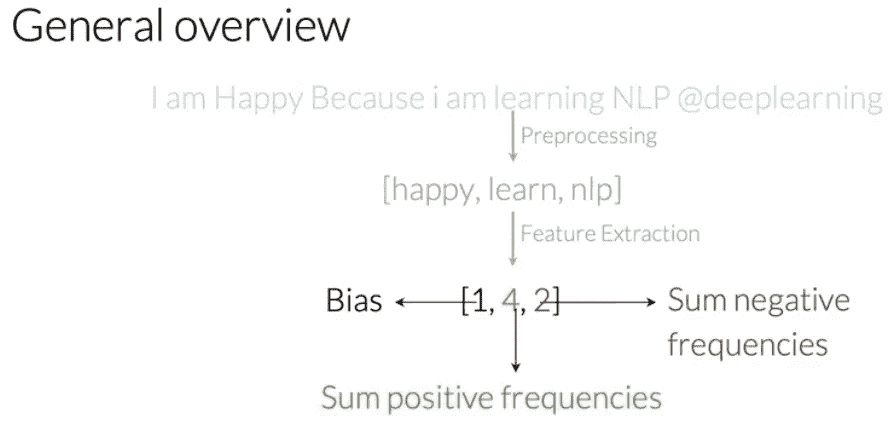 General overview
I am Happy Because i am learning NLP @deeplearning
Preprocessing
[happy, learn, nlp]
Feature Extraction
Bias [1, 4, 2] Sum negative
frequencies
Sum positive frequencies